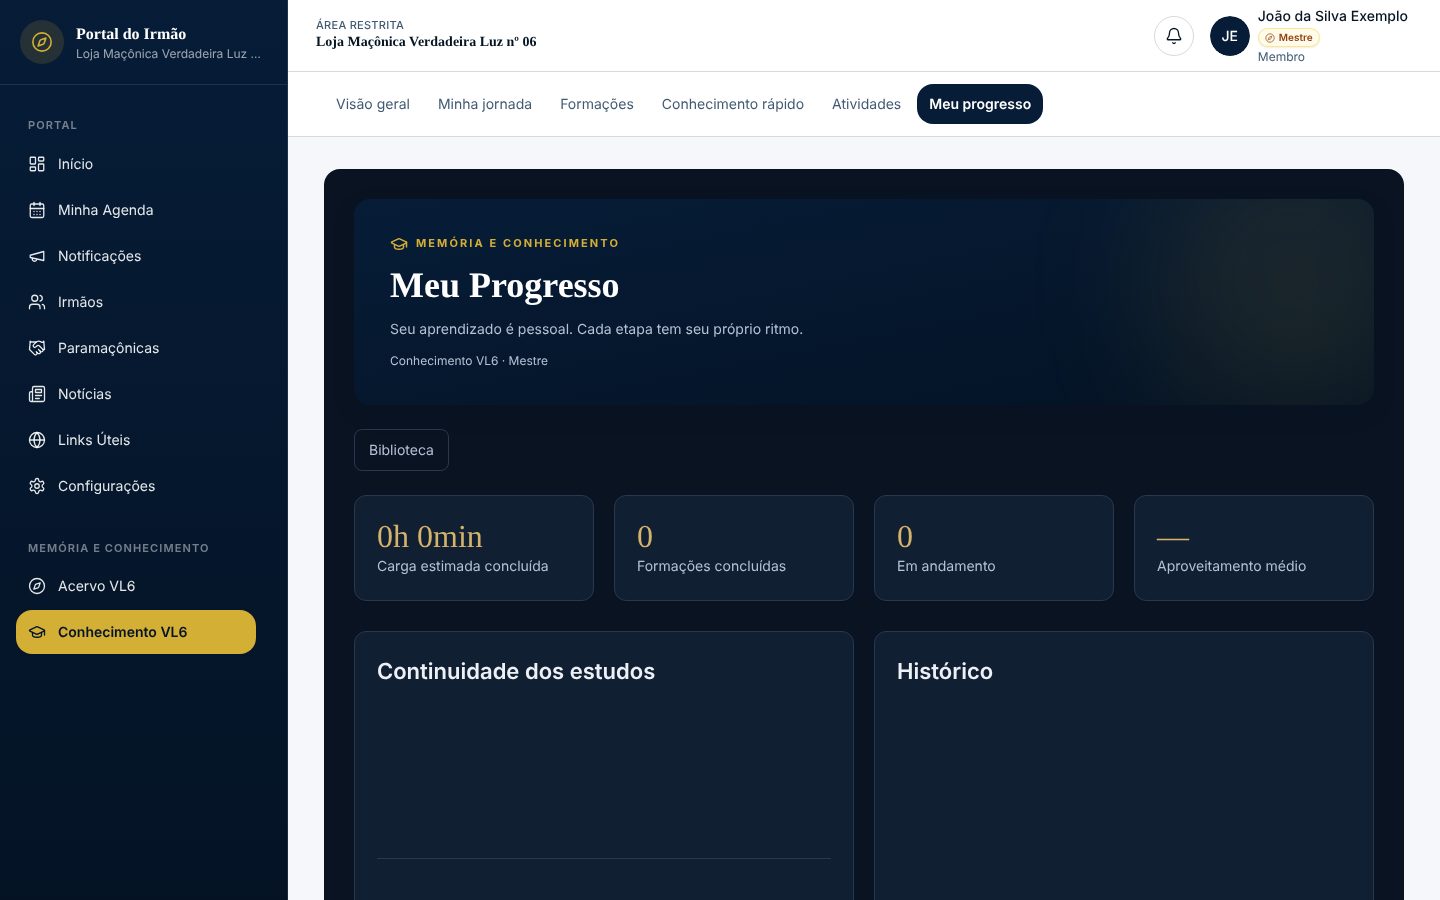 Portal do Irmão
Loja Maçônica Verdadeira Luz ...
PORTAL
Início
Minha Agenda
Notificações
Irmãos
Paramaçônicas
Notícias
Links Úteis
Configurações
MEMÓRIA E CONHECIMENTO
Acervo VL6
Conhecimento VL6
ÁREA RESTRITA
Loja Maçônica Verdadeira Luz nº 06
JE
João da Silva Exemplo
Mestre
Membro
Visão geral
Minha jornada
Formações
Conhecimento rápido
Atividades
Meu progresso
MEMÓRIA E CONHECIMENTO
Meu Progresso
Seu aprendizado é pessoal. Cada etapa tem seu próprio ritmo.
Conhecimento VL6 · Mestre
Biblioteca
0h 0min
Carga estimada concluída
0
Formações concluídas
0
Em andamento
—
Aproveitamento médio
Continuidade dos estudos
Histórico